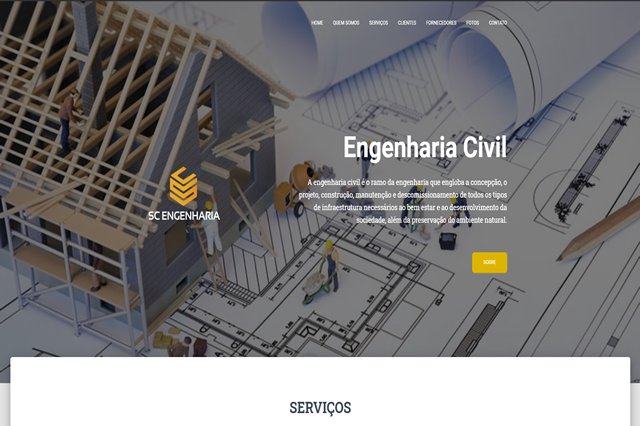 HOME QUEM SOMOS SERVIÇOS CLIENTES FORNECEDORES FOTOS CONTATO
Engenharia Civil
A engenharia civil é o ramo da engenharia que engloba a concepção, o
projeto, construção, manutenção e descomissionamento de todos os tipos
de infraestrutura necessários ao bem estar e ao desenvolvimento da
sociedade, além da preservação do ambiente natural.
SC ENGENHARIA
SOBRE
SERVIÇOS